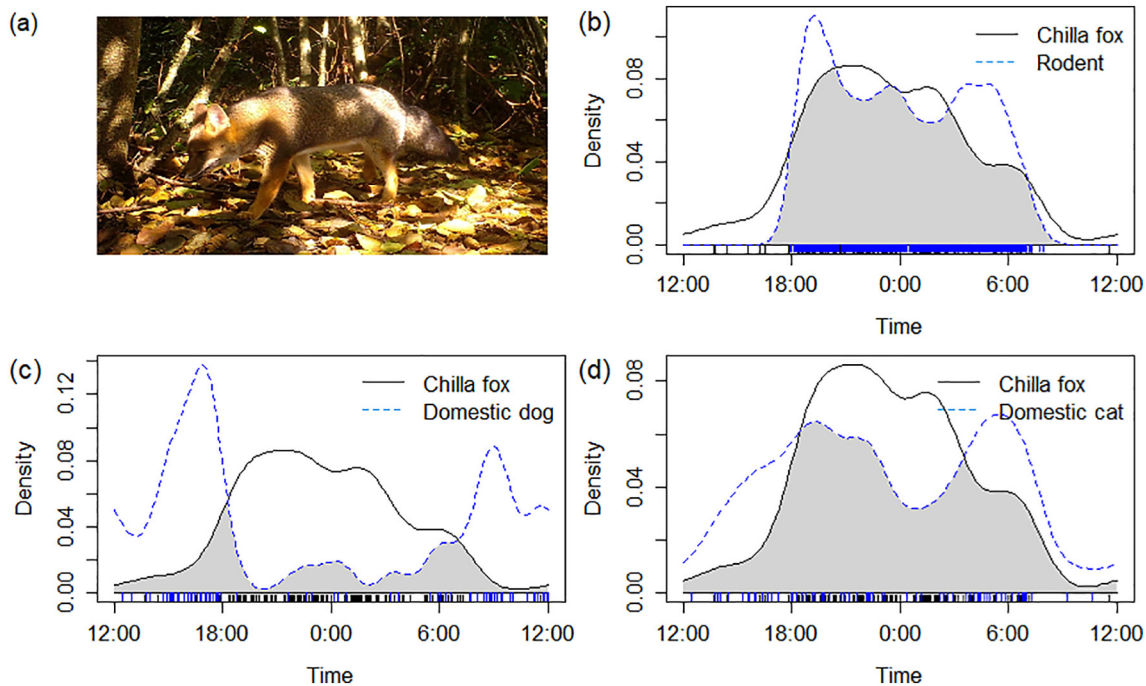 (a)
(b)
Chilla fox
Rodent
Density
0.00 0.04 0.08
12:00 18:00 0:00 6:00 12:00
Time
(c)
Chilla fox
Domestic dog
Density
0.00 0.04 0.08 0.12
12:00 18:00 0:00 6:00 12:00
Time
(d)
Chilla fox
Domestic cat
Density
0.00 0.04 0.08
12:00 18:00 0:00 6:00 12:00
Time